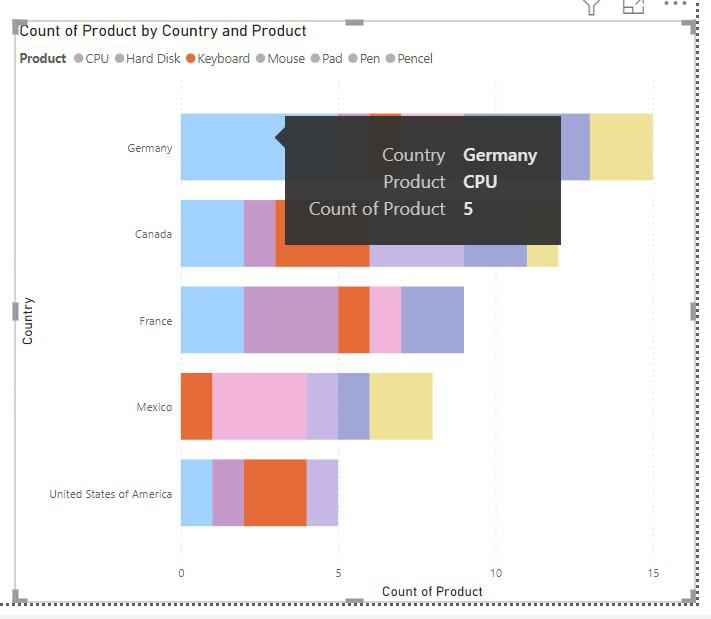 Count of Product by Country and Product
Product CPU Hard Disk Keyboard Mouse Pad Pen Pencel
Germany
Country Germany
Product CPU
Count of Product 5
Canada
France
Country
Mexico
United States of America
0 5 10 15
Count of Product